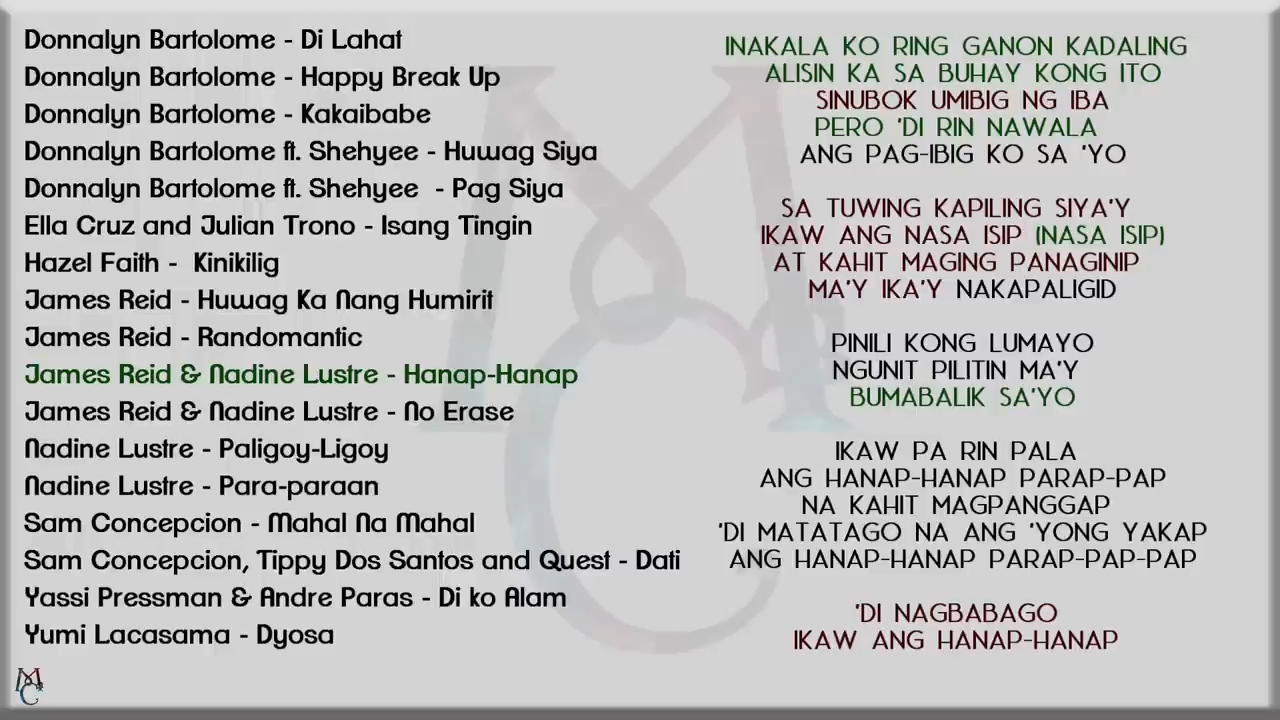 Donnalyn Bartolome - Di Lahat
Donnalyn Bartolome - Happy Break Up
Donnalyn Bartolome - Kakaibabe
Donnalyn Bartolome ft. Shehyee - Huwag Siya
Donnalyn Bartolome ft. Shehyee  - Pag Siya
Ella Cruz and Julian Trono - Isang Tingin
Hazel Faith -  Kinikilig
James Reid - Huwag Ka Nang Humirit
James Reid - Randomantic
James Reid & Nadine Lustre - Hanap-Hanap
James Reid & Nadine Lustre - No Erase
Nadine Lustre - Paligoy-Ligoy
Nadine Lustre - Para-paraan
Sam Concepcion - Mahal Na Mahal
Sam Concepcion, Tippy Dos Santos and Quest - Dati
Yassi Pressman & Andre Paras - Di ko Alam
Yumi Lacasama - Dyosa
INAKALA KO RING GANON KADALING
ALISIN KA SA BUHAY KONG ITO
SINUBOK UMIBIG NG IBA
PERO 'DI RIN NAWALA
ANG PAG-IBIG KO SA 'YO
SA TUWING KAPILING SIYA'Y
IKAW ANG NASA ISIP (NASA ISIP)
AT KAHIT MAGING PANAGINIP
MA'Y IKA'Y NAKAPALIGID
PINILI KONG LUMAYO
NGUNIT PILITIN MA'Y
BUMABALIK SA'YO
IKAW PA RIN PALA
ANG HANAP-HANAP PARAP-PAP
NA KAHIT MAGPANGGAP
'DI MATATAGO NA ANG 'YONG YAKAP
ANG HANAP-HANAP PARAP-PAP-PAP
'DI NAGBABAGO
IKAW ANG HANAP-HANAP
MC